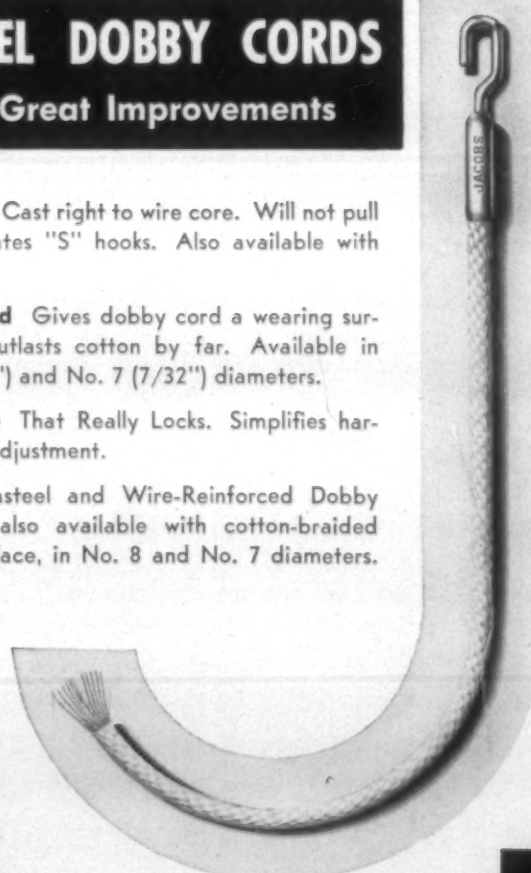 EL DOBBY CORDS
Great Improvements
JACOBS
Cast right to wire core. Will not pull
tes "S" hooks. Also available with
d Gives dobby cord a wearing sur-
utlasts cotton by far. Available in
") and No. 7 (7/32") diameters.
That Really Locks. Simplifies har-
djustment.
steel and Wire-Reinforced Dobby
also available with cotton-braided
ace, in No. 8 and No. 7 diameters.